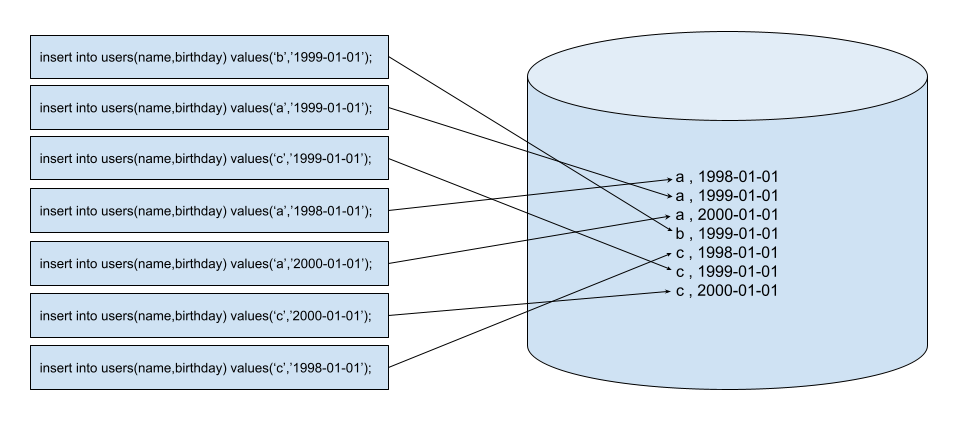 insert into users(name,birthday) values(‘b’,’1999-01-01’);
insert into users(name,birthday) values(‘a’,’1999-01-01’);
insert into users(name,birthday) values(‘c’,’1999-01-01’);
insert into users(name,birthday) values(‘a’,’1998-01-01’);
insert into users(name,birthday) values(‘a’,’2000-01-01’);
insert into users(name,birthday) values(‘c’,’2000-01-01’);
insert into users(name,birthday) values(‘c’,’1998-01-01’);
a , 1998-01-01
a , 1999-01-01
a , 2000-01-01
b , 1999-01-01
c , 1998-01-01
c , 1999-01-01
c , 2000-01-01